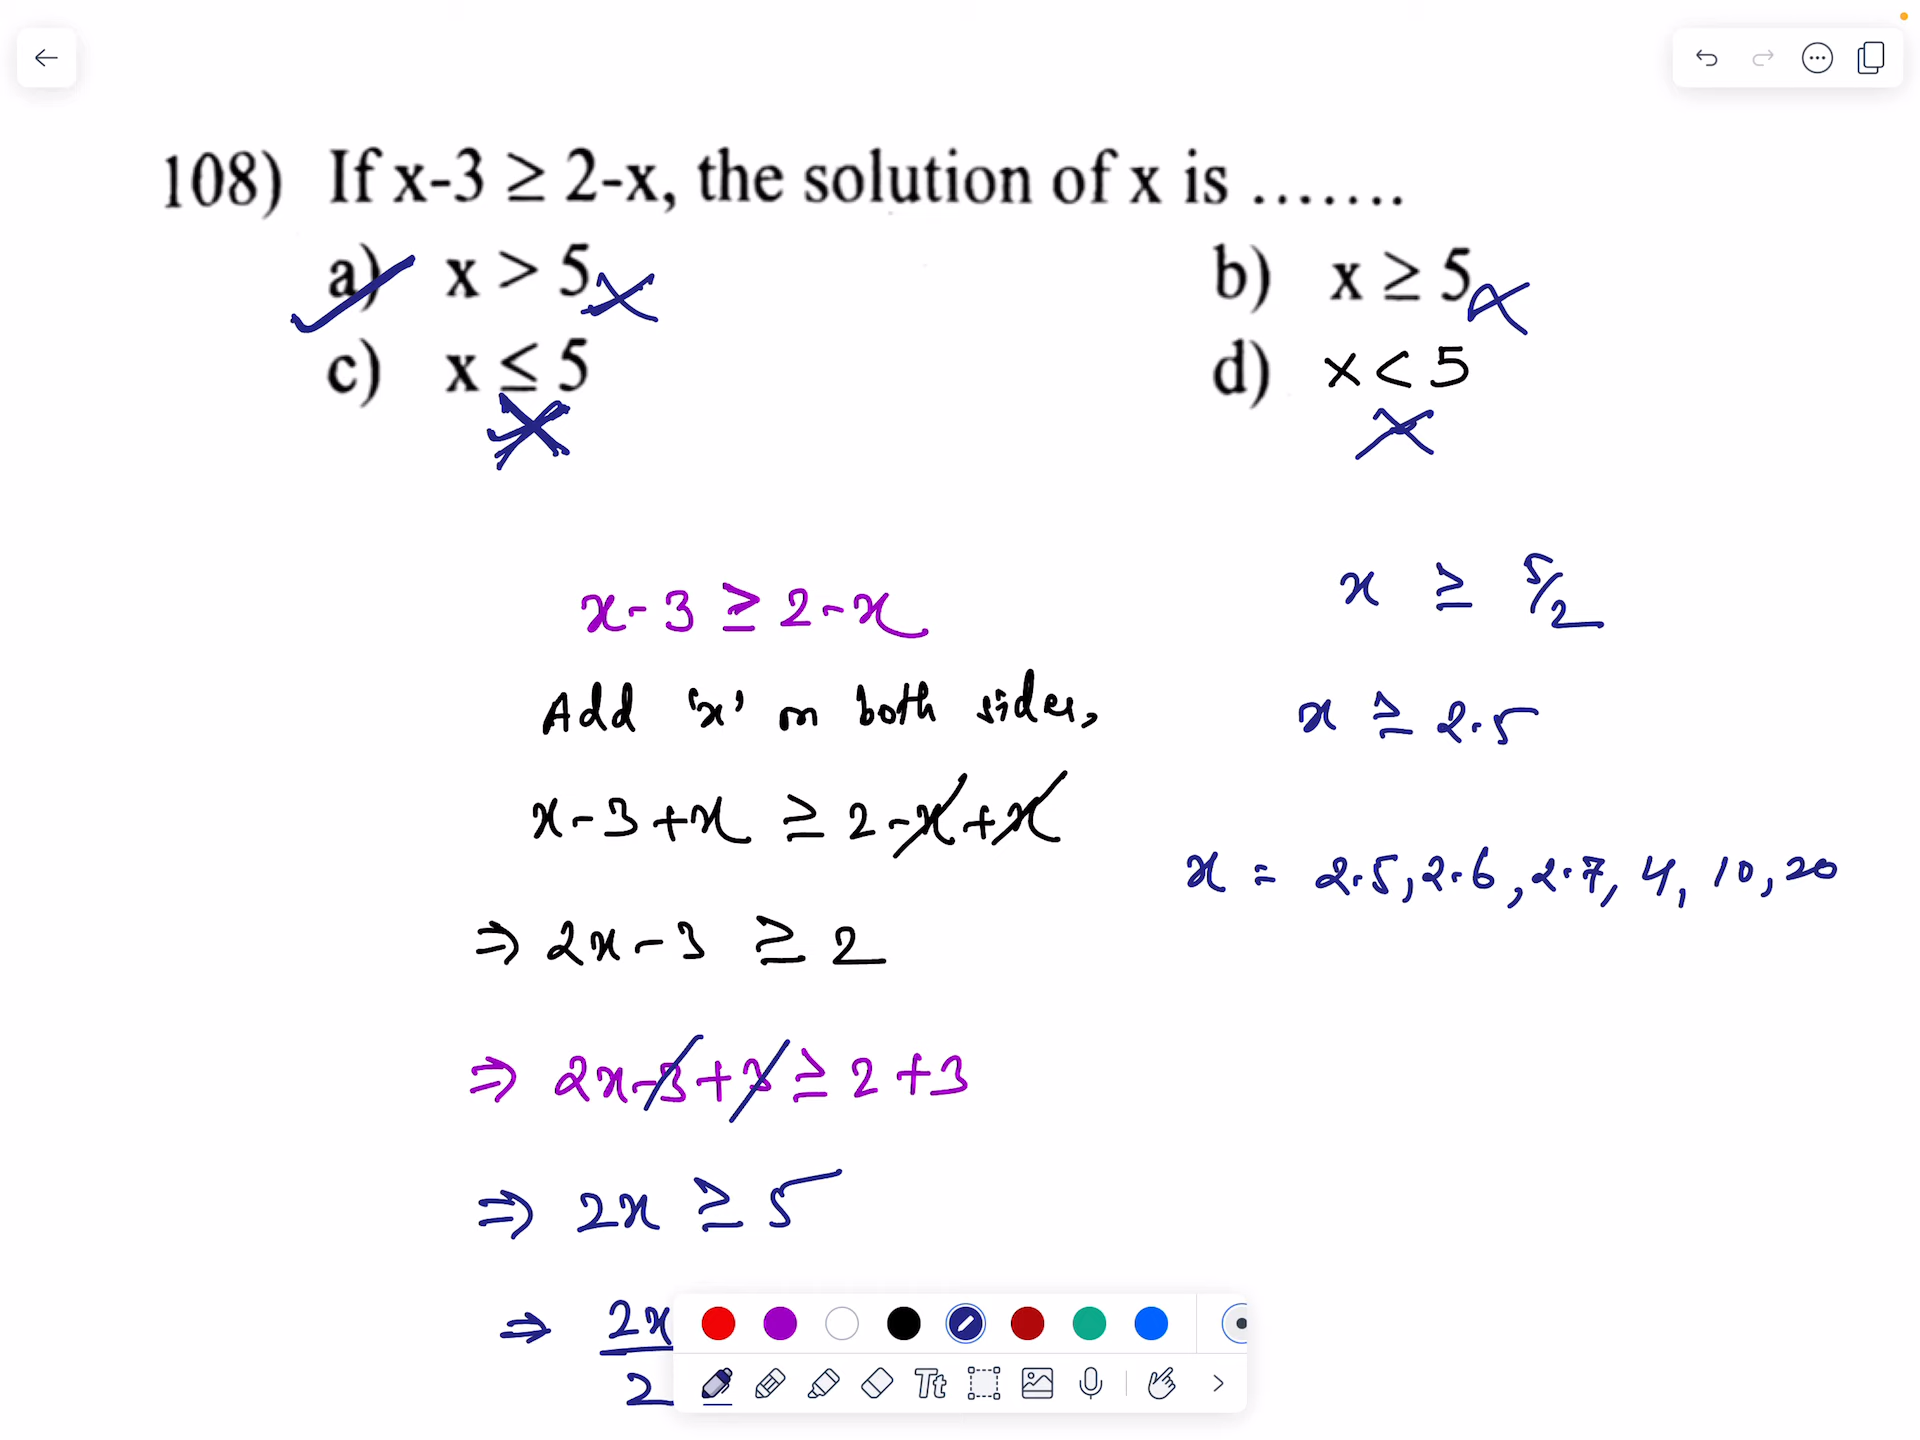 108) If x-3 ≥ 2-x, the solution of x is .......
a) x > 5 b) x ≥ 5
c) x ≤ 5 d) x < 5
x - 3 ≥ 2 - x
Add 'x' on both sides,
x - 3 + x ≥ 2 - x + x
⇒ 2x - 3 ≥ 2
⇒ 2x - 3 + 3 ≥ 2 + 3
⇒ 2x ≥ 5
⇒ 2x
2
x ≥ 5/2
x ≥ 2.5
x = 2.5, 2.6, 2.7, 4, 10, 20
Tt